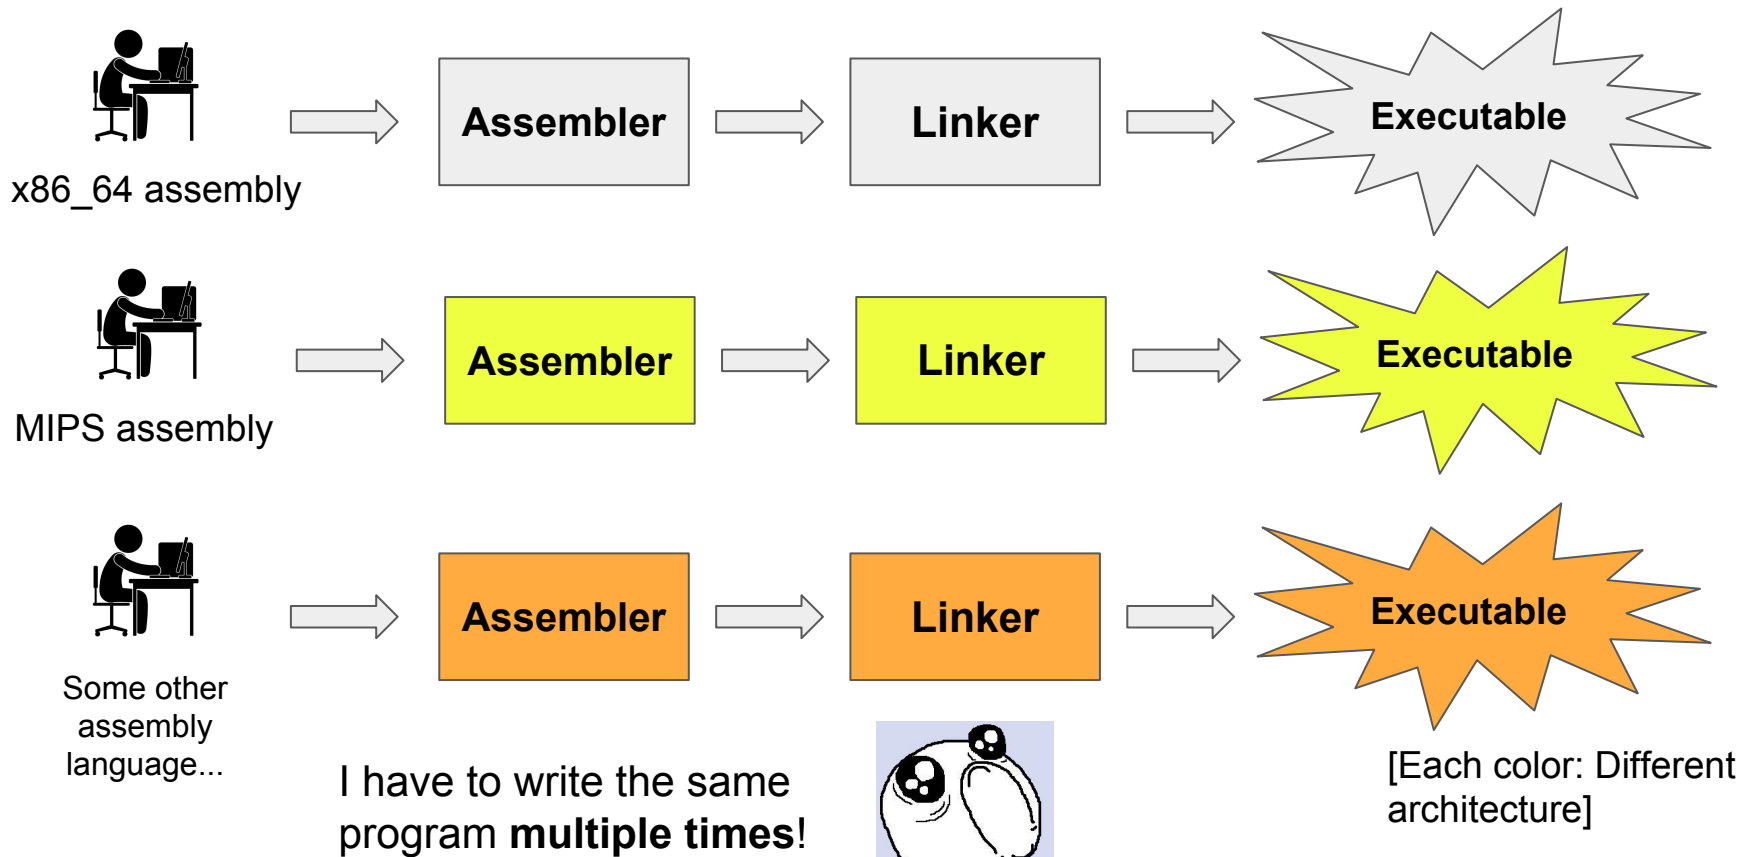 Assembler
Linker
Executable
x86_64 assembly
Assembler
Linker
Executable
MIPS assembly
Assembler
Linker
Executable
Some other
assembly
language...
I have to write the same
program multiple times!
[Each color: Different
architecture]